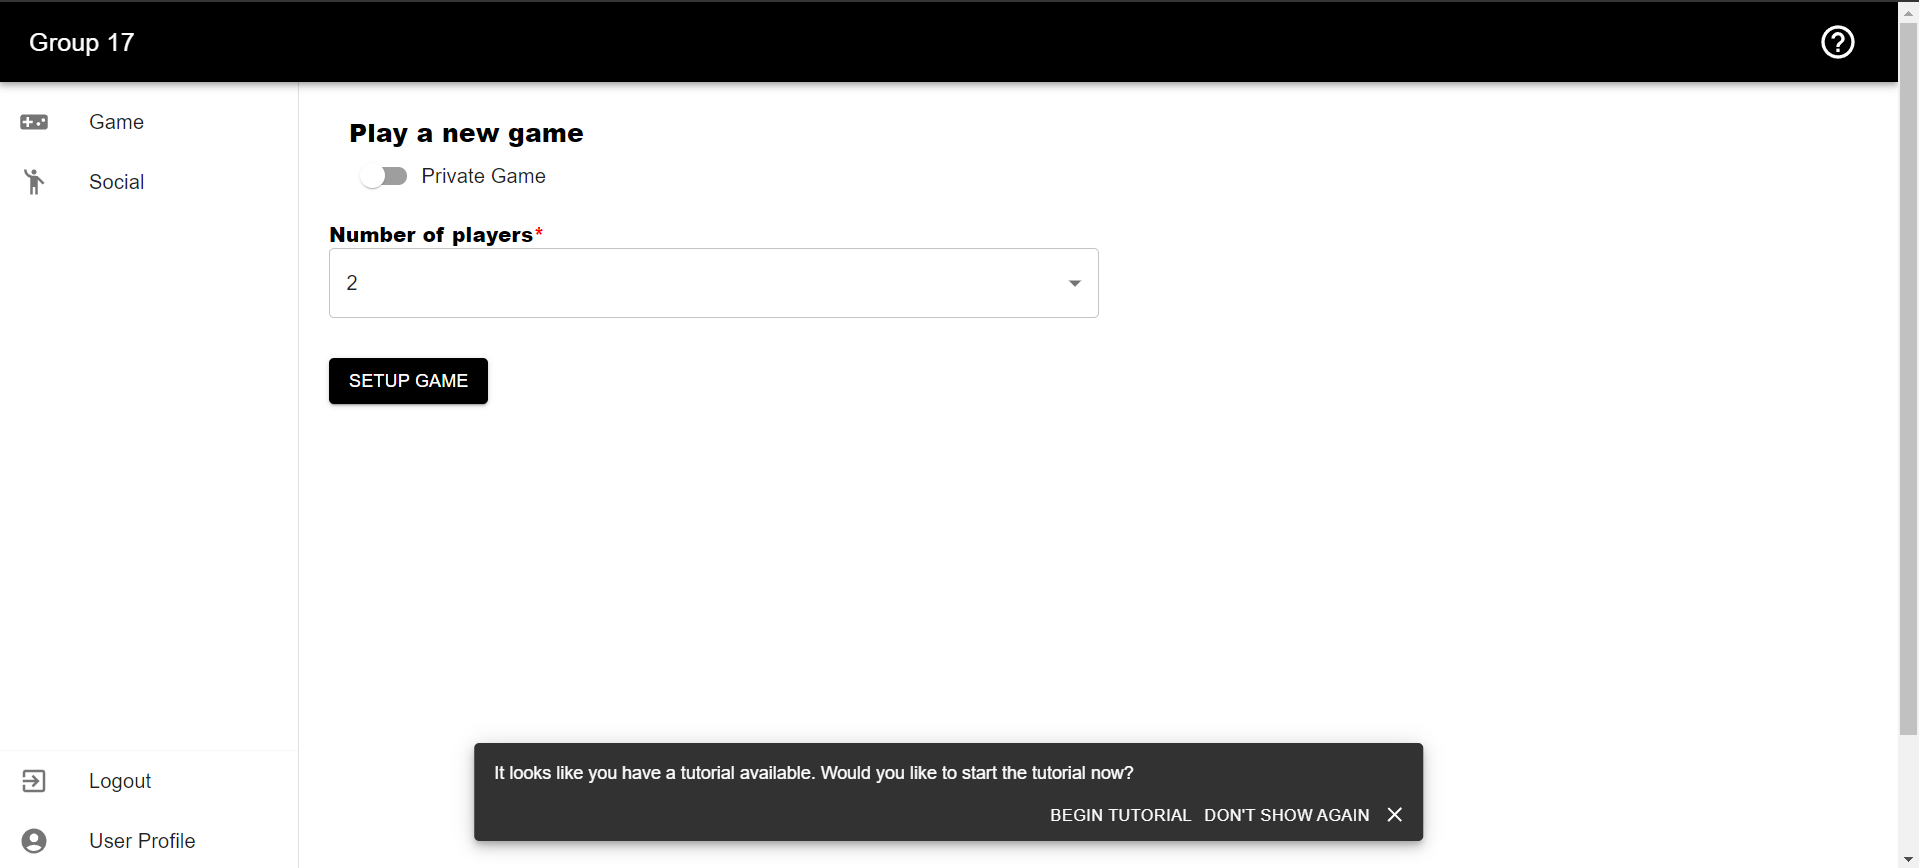 Group 17
Game
Social
Play a new game
Private Game
Number of players*
2
SETUP GAME
It looks like you have a tutorial available. Would you like to start the tutorial now?
BEGIN TUTORIAL DON'T SHOW AGAIN
Logout
User Profile